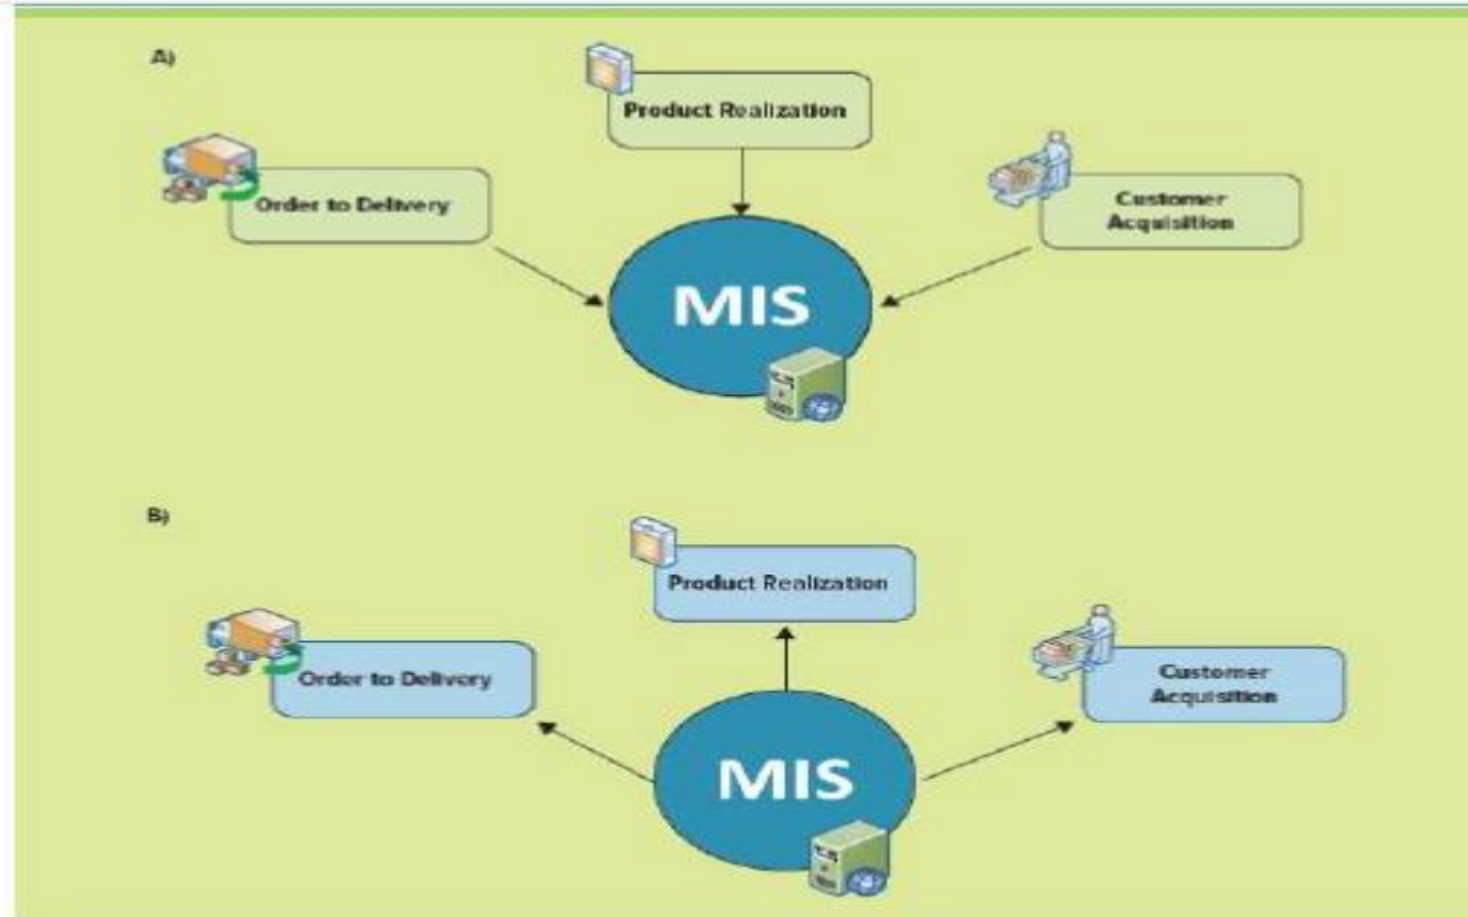 A)
Product Realization
Order to Delivery
Customer
Acquisition
MIS
B)
Product Realization
Order to Delivery
Customer
Acquisition
MIS